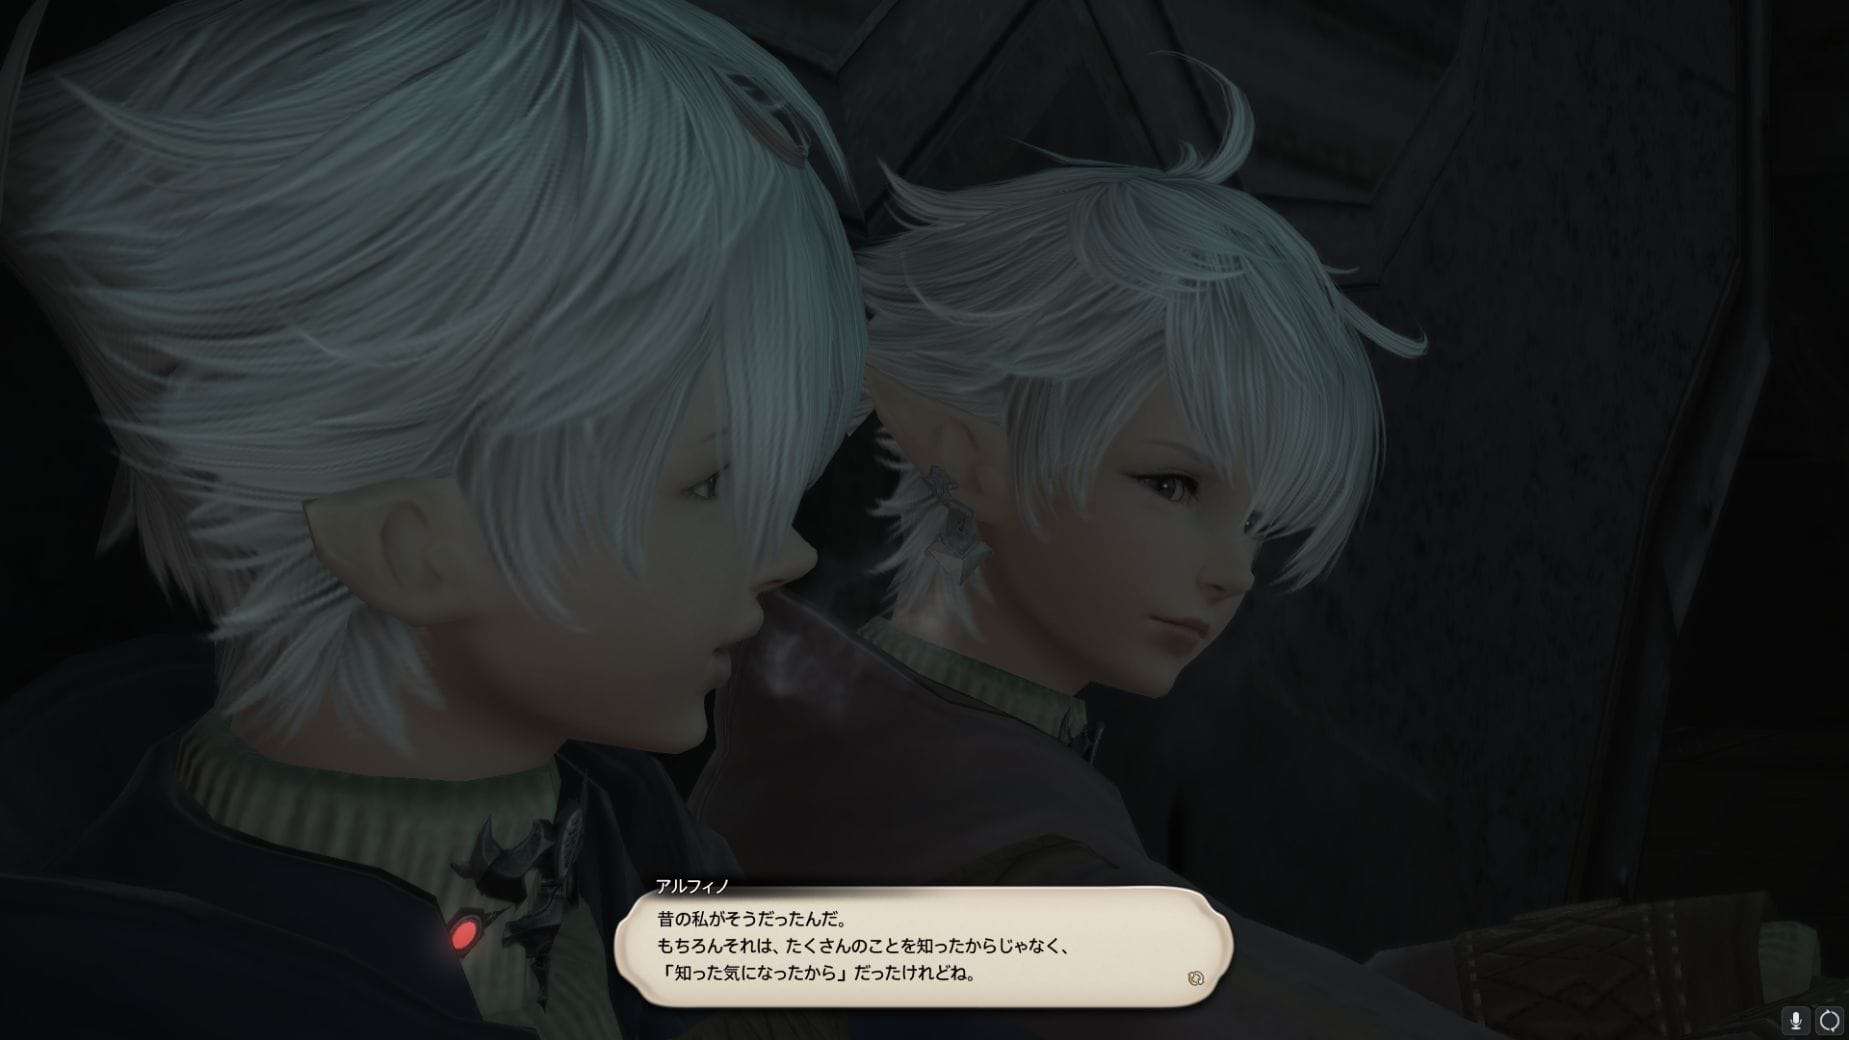 アルフィノ
昔の私がそうだったんだ。
もちろんそれは、たくさんのことを知ったからじゃなく、
「知った気になったから」だったけれどね。